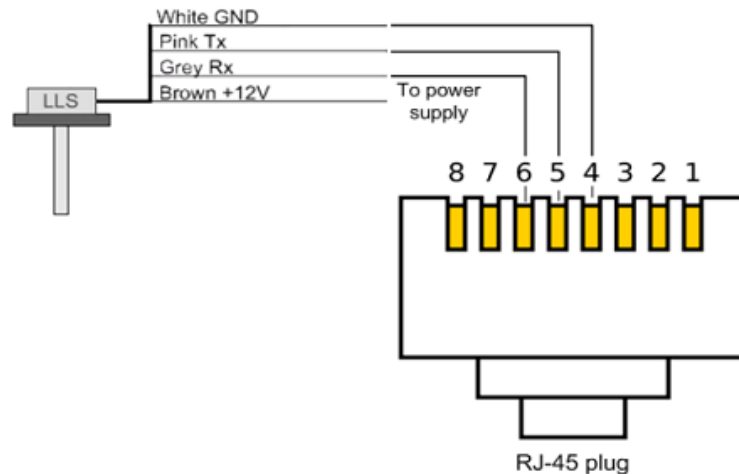 White GND
Pink Tx
Grey Rx
Brown +12V
To power
supply
LLS
8 7 6 5 4 3 2 1
RJ-45 plug